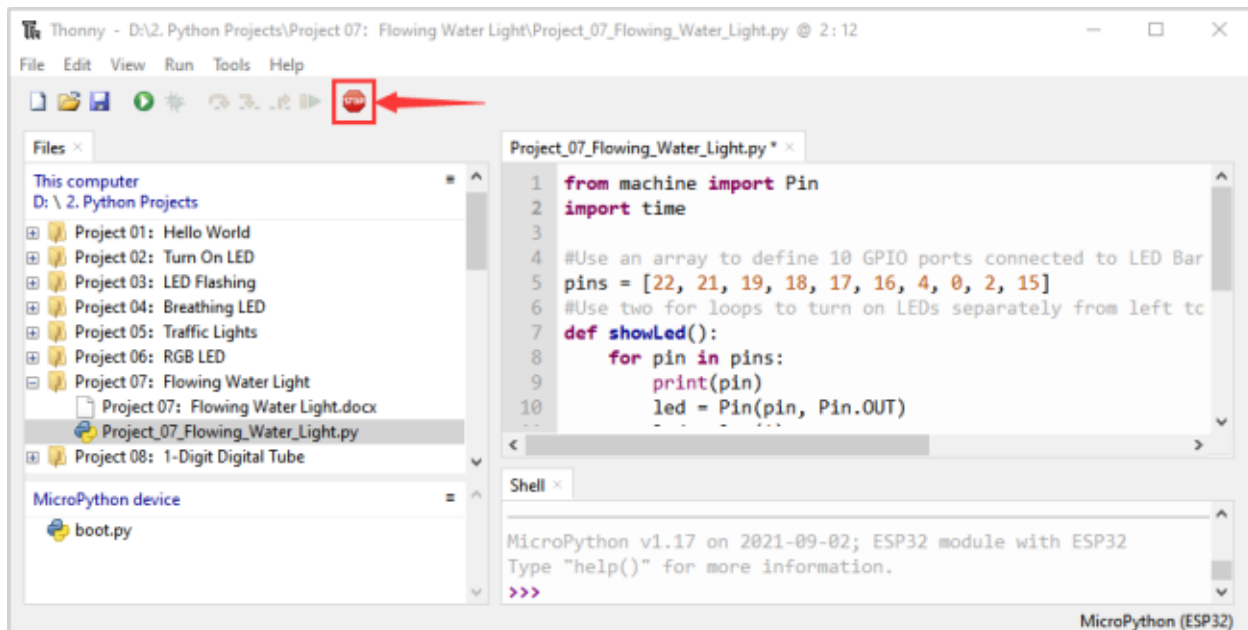 Thonny - D:\2. Python Projects\Project 07: Flowing Water Light\Project_07_Flowing_Water_Light.py @ 2:12
File Edit View Run Tools Help
STOP
Files
This computer
D: \ 2. Python Projects
Project 01: Hello World
Project 02: Turn On LED
Project 03: LED Flashing
Project 04: Breathing LED
Project 05: Traffic Lights
Project 06: RGB LED
Project 07: Flowing Water Light
Project 07: Flowing Water Light.docx
Project_07_Flowing_Water_Light.py
Project 08: 1-Digit Digital Tube
MicroPython device
boot.py
Project_07_Flowing_Water_Light.py *
1 from machine import Pin
2 import time
3
4 #Use an array to define 10 GPIO ports connected to LED Bar
5 pins = [22, 21, 19, 18, 17, 16, 4, 0, 2, 15]
6 #Use two for loops to turn on LEDs separately from left
7 def showLed():
8 for pin in pins:
9 print(pin)
10 led = Pin(pin, Pin.OUT)
Shell
MicroPython v1.17 on 2021-09-02; ESP32 module with ESP32
Type "help()" for more information.
>>>
MicroPython (ESP32)